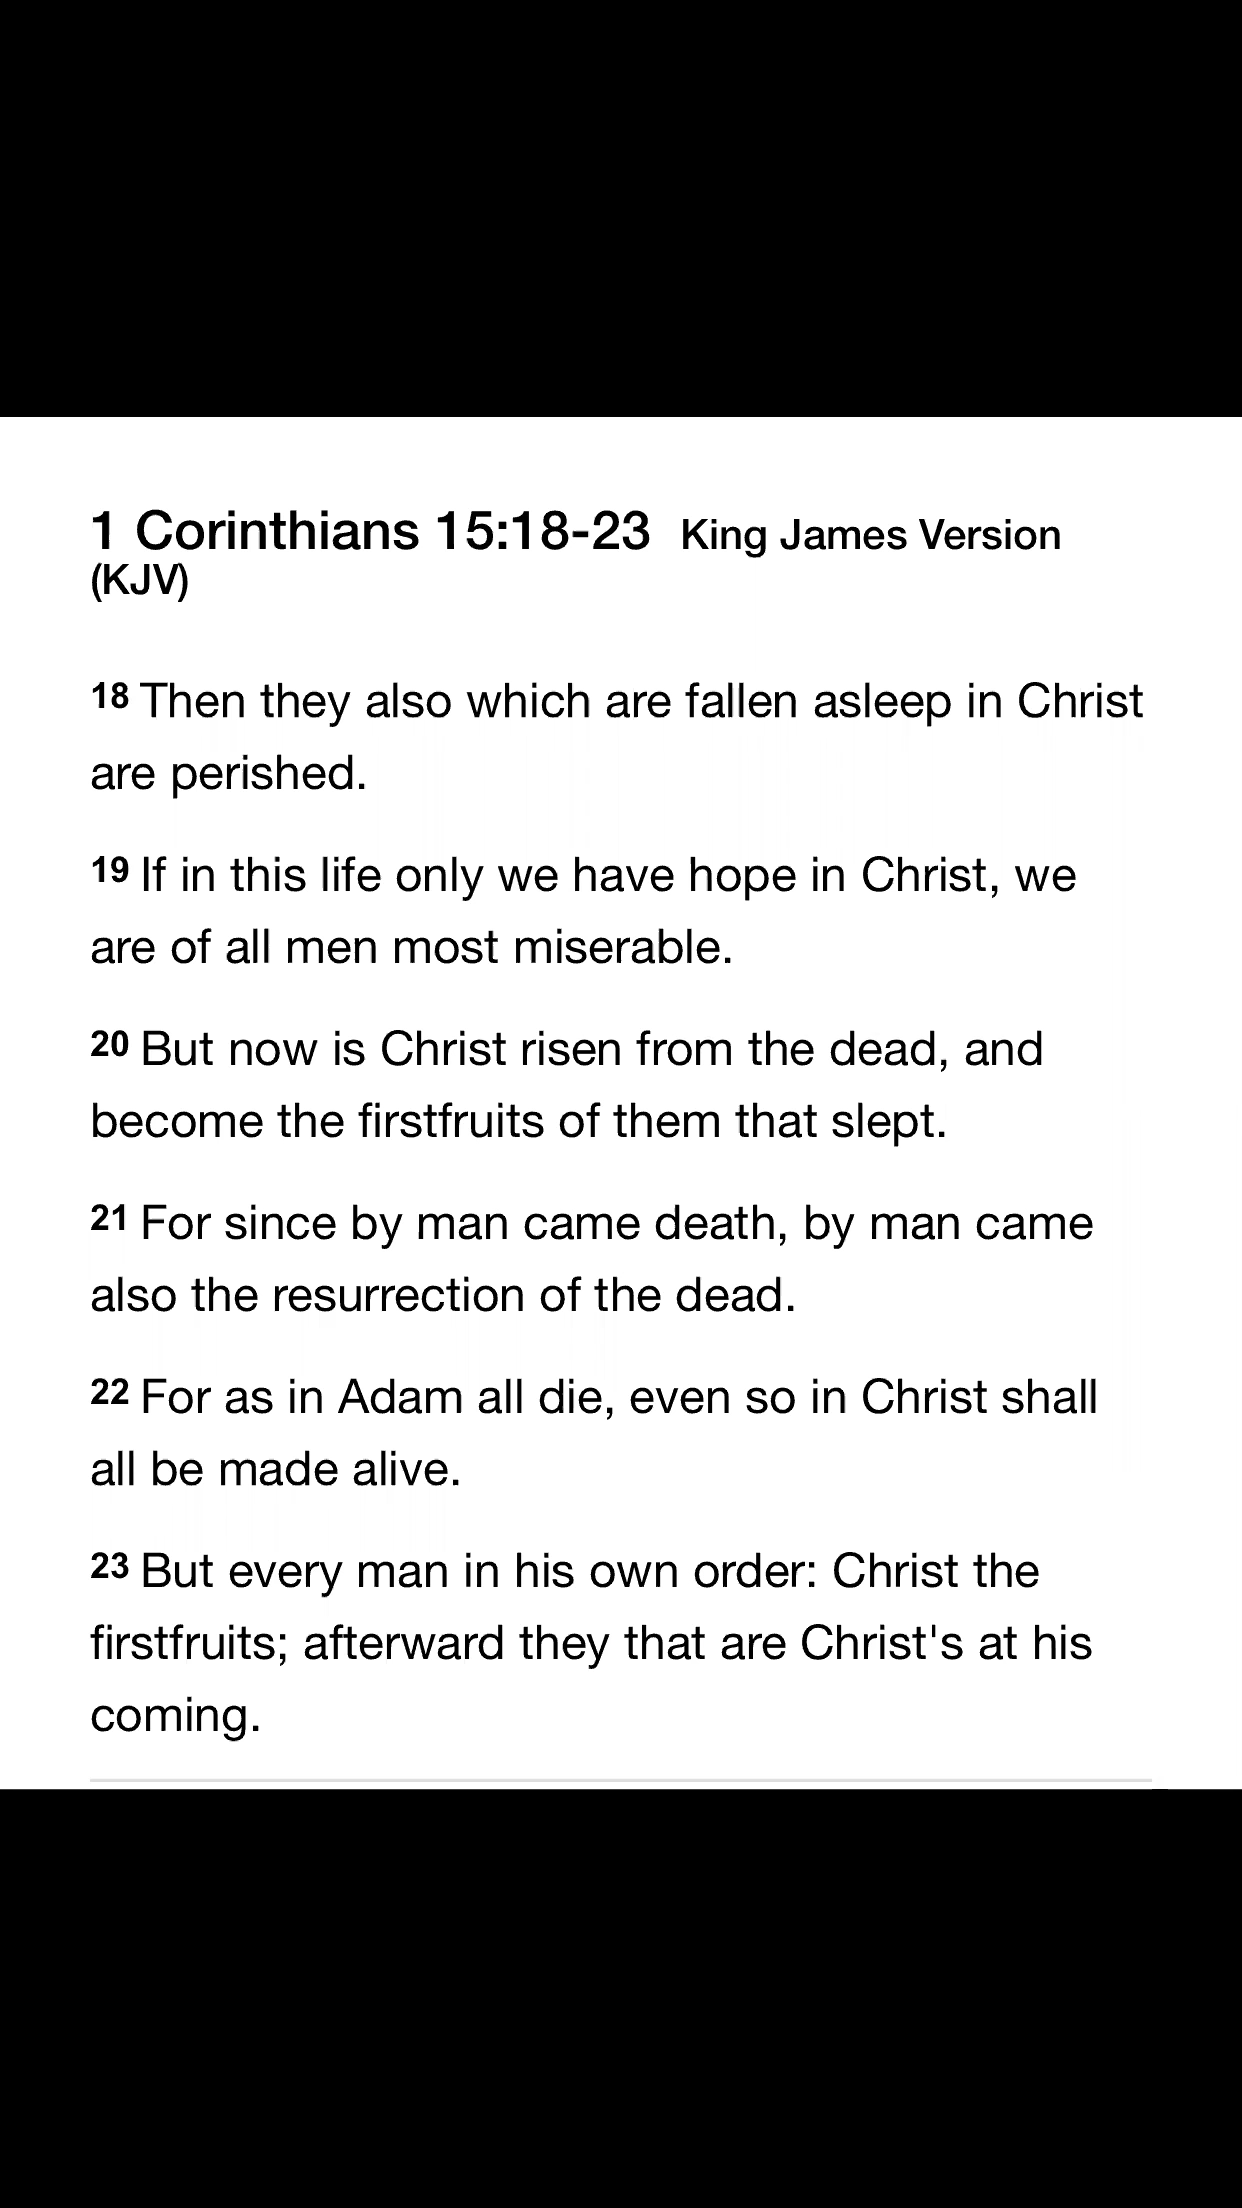 1 Corinthians 15:18-23 King James Version
(KJV)
18 Then they also which are fallen asleep in Christ
are perished.
19 If in this life only we have hope in Christ, we
are of all men most miserable.
20 But now is Christ risen from the dead, and
become the firstfruits of them that slept.
21 For since by man came death, by man came
also the resurrection of the dead.
22 For as in Adam all die, even so in Christ shall
all be made alive.
23 But every man in his own order: Christ the
firstfruits; afterward they that are Christ's at his
coming.